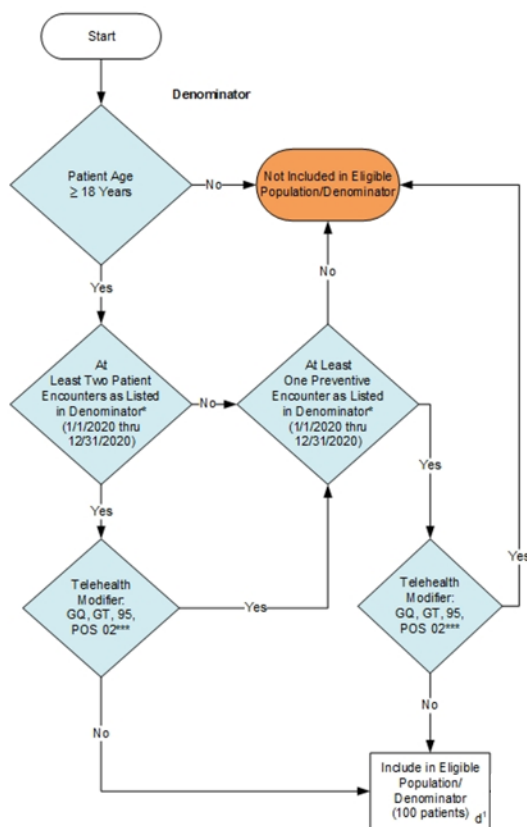 Start
Denominator
Patient Age
≥ 18 Years
No
Not Included in Eligible
Population/Denominator
Yes
No
At
Least Two Patient
Encounters as Listed
in Denominator*
(1/1/2020 thru
12/31/2020)
No
At Least
One Preventive
Encounter as Listed
in Denominator*
(1/1/2020 thru
12/31/2020)
Yes
Yes
Yes
Telehealth
Modifier:
GQ, GT, 95,
POS 02***
Yes
Telehealth
Modifier:
GQ, GT, 95,
POS 02***
No
No
Include in Eligible
Population/
Denominator
(100 patients) d¹